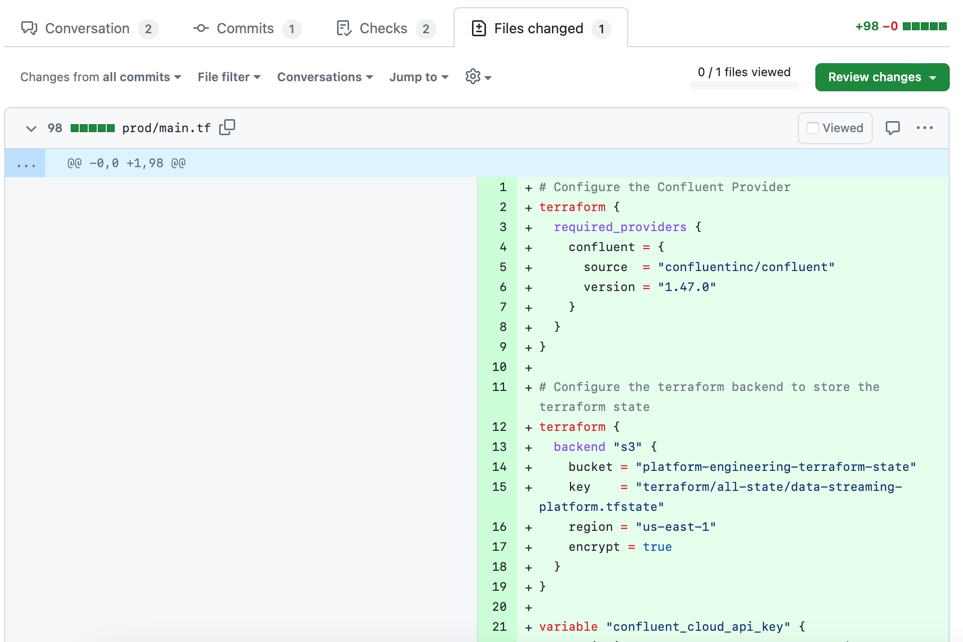 Conversation 2 Commits 1 Checks 2 Files changed 1 +98 −0
Changes from all commits File filter Conversations Jump to 0 / 1 files viewed Review changes
98 prod/main.tf Viewed ...
... @@ -0,0 +1,98 @@
1 + # Configure the Confluent Provider
2 + terraform {
3 + required_providers {
4 + confluent = {
5 + source = "confluentinc/confluent"
6 + version = "1.47.0"
7 + }
8 + }
9 + }
10 +
11 + # Configure the terraform backend to store the
terraform state
12 + terraform {
13 + backend "s3" {
14 + bucket = "platform-engineering-terraform-state"
15 + key = "terraform/all-state/data-streaming-
platform.tfstate"
16 + region = "us-east-1"
17 + encrypt = true
18 + }
19 + }
20 +
21 + variable "confluent_cloud_api_key" {